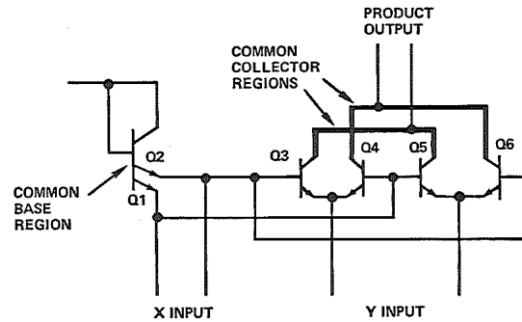 PRODUCT
OUTPUT
COMMON
COLLECTOR
REGIONS
Q2
Q3
Q4
Q5
Q6
COMMON
BASE
REGION
Q1
X INPUT
Y INPUT